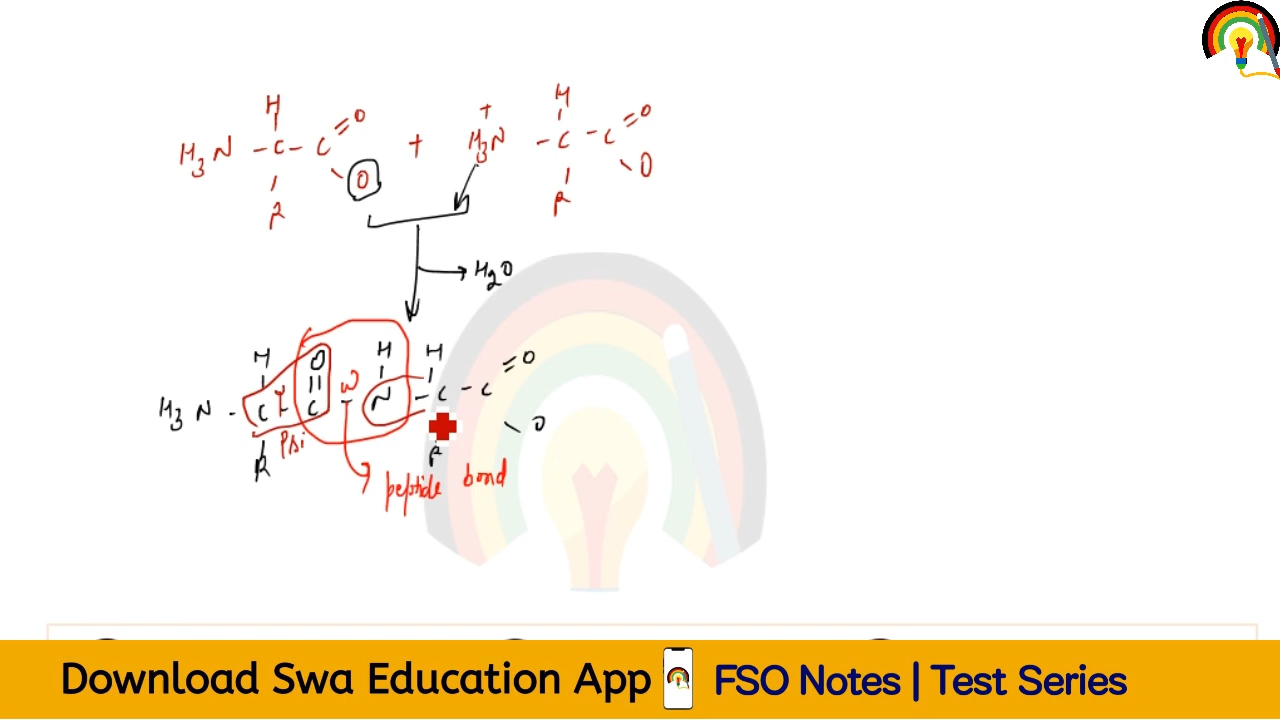 H H +
H3N - C - C = O + H3N - C - C = O
\ O \ O
R R
H2O
H O H H
H3N - C - C - N - C - C = O
ψ ω \ O
R Psi R
peptide bond
Download Swa Education App FSO Notes | Test Series